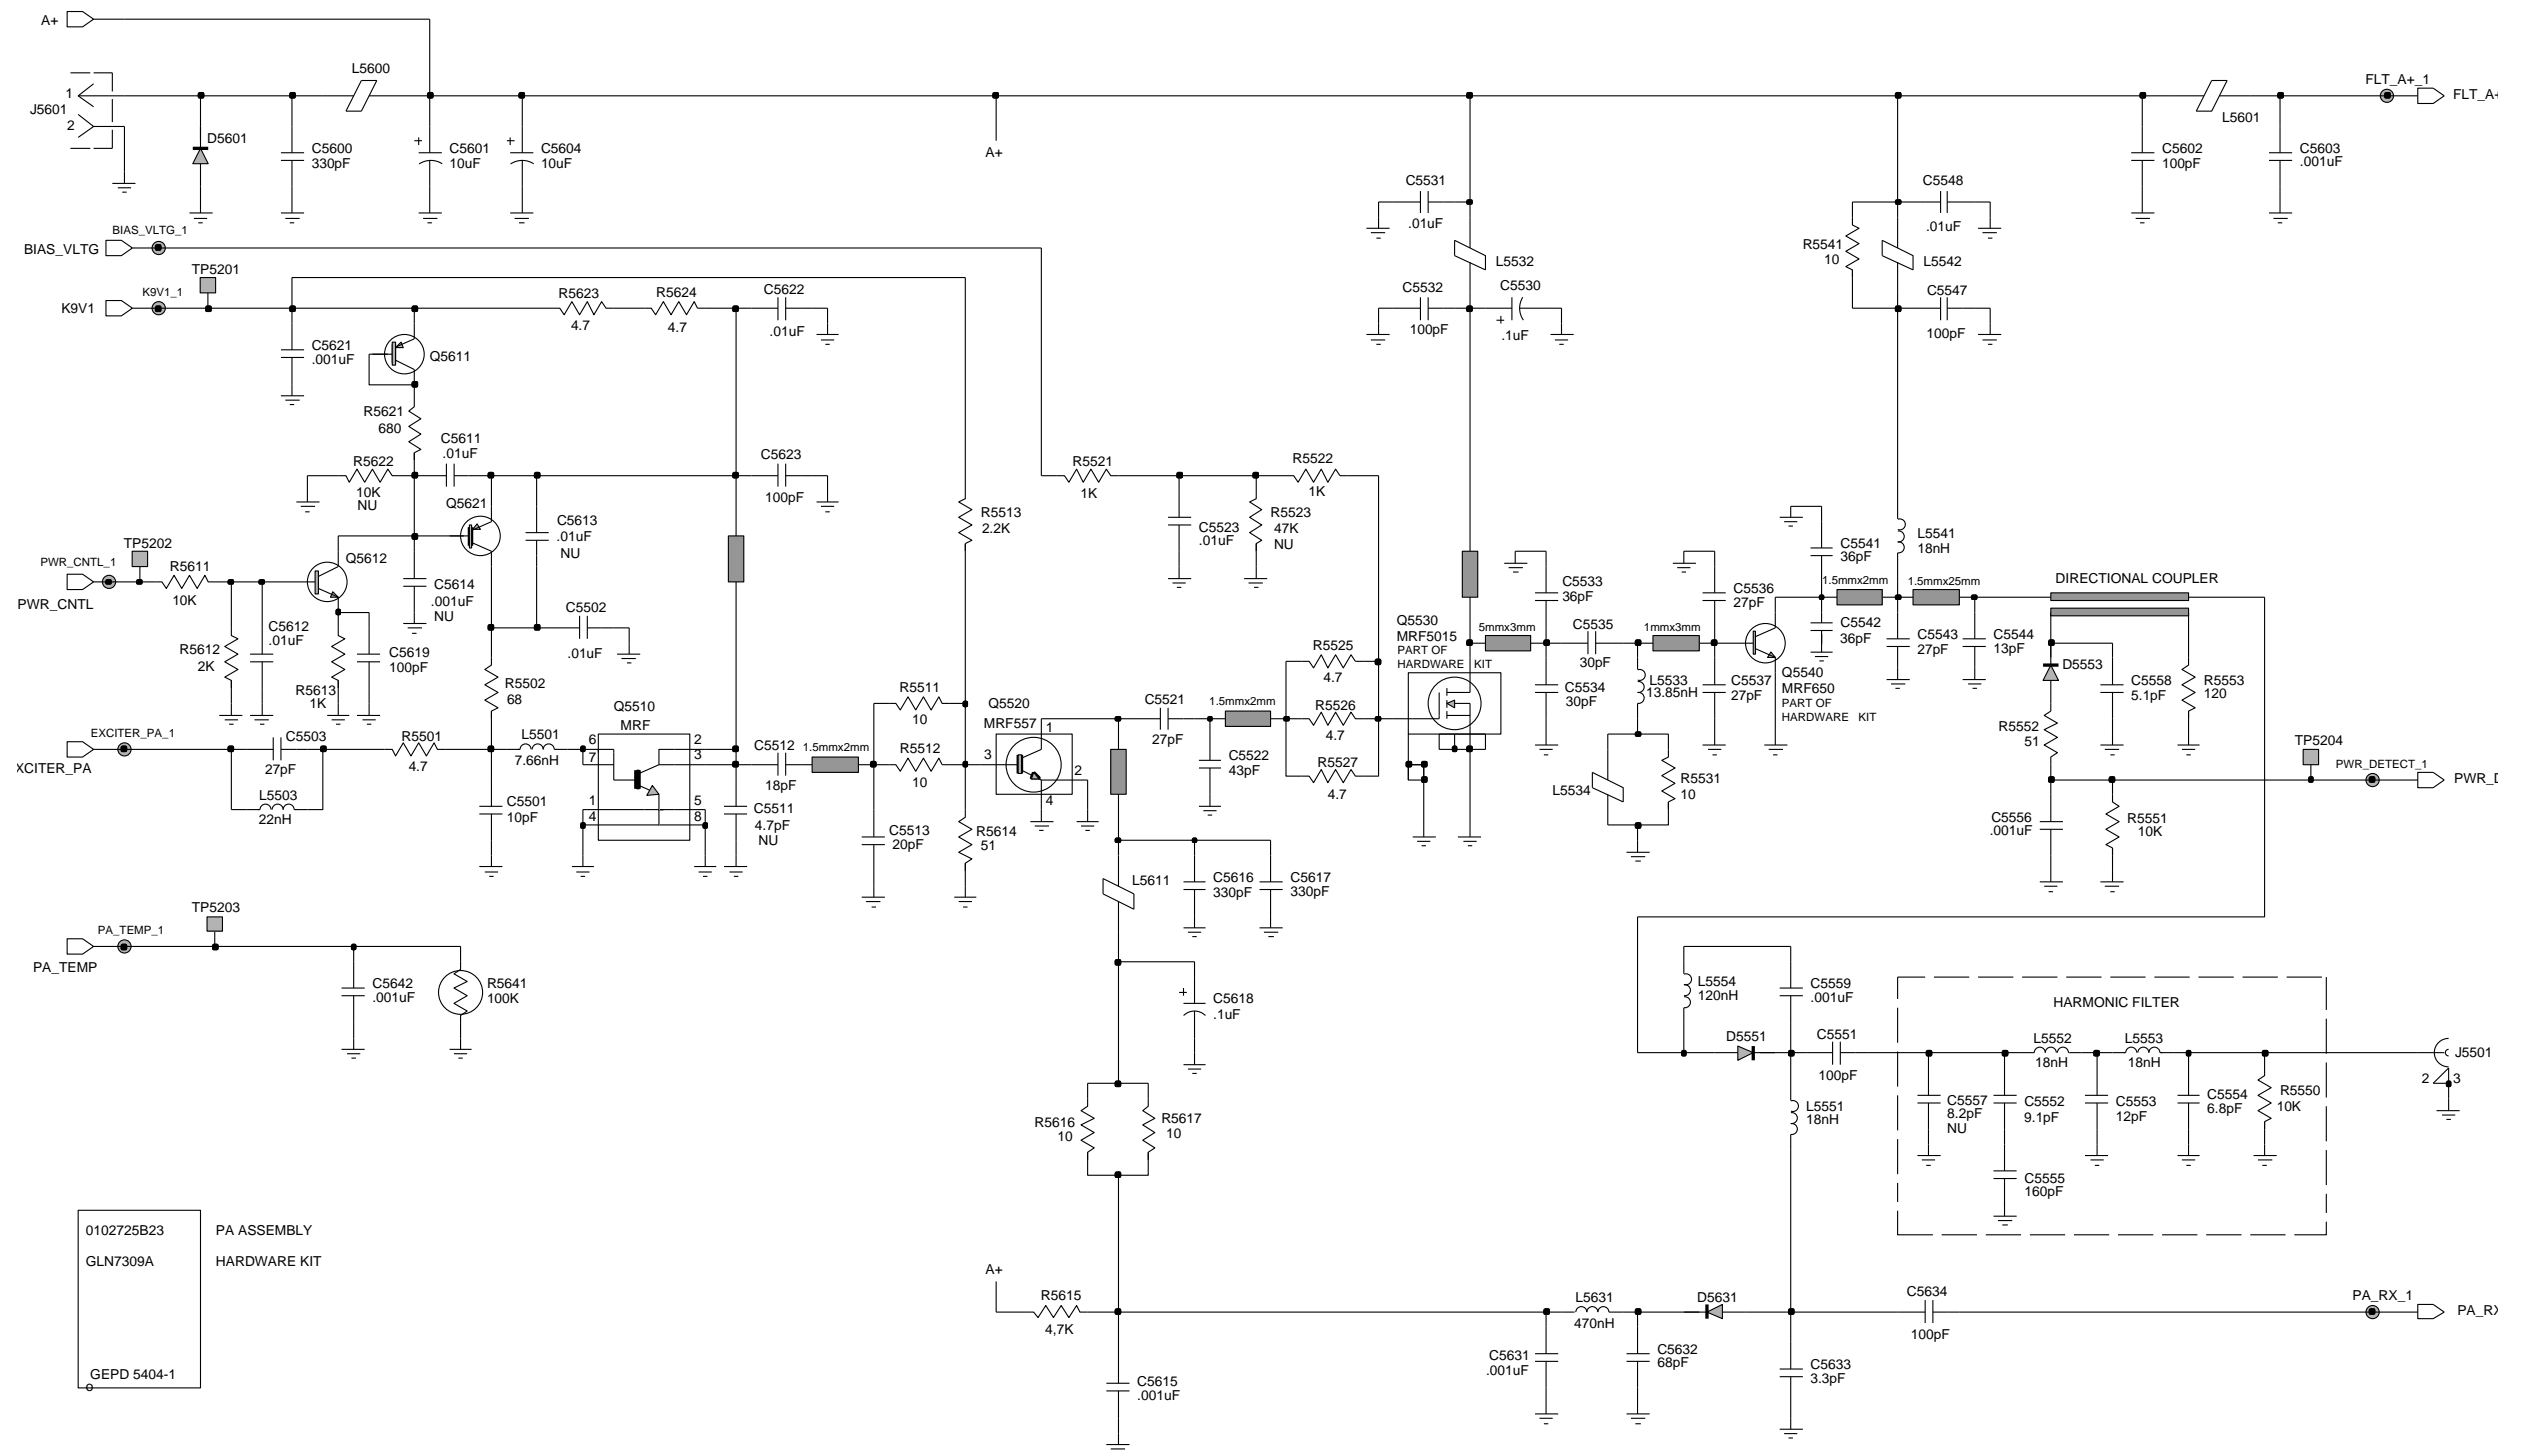 A+
L5600
J5601
1
2
D5601
C5600
330pF
C5601
10uF
+
C5604
10uF
+
A+
FLT_A+_1
L5601
C5602
100pF
C5603
.001uF
C5531
.01uF
C5548
.01uF
L5532
R5541
10
L5542
C5532
100pF
C5530
.1uF
+
C5547
100pF
BIAS_VLTG
BIAS_VLTG_1
TP5201
K9V1
K9V1_1
R5623
4.7
R5624
4.7
C5622
.01uF
C5621
.001uF
Q5611
R5621
680
C5611
.01uF
R5622
10K
NU
Q5621
C5623
100pF
C5613
.01uF
NU
R5513
2.2K
R5521
1K
R5522
1K
C5523
.01uF
R5523
47K
NU
PWR_CNTL_1
TP5202
PWR_CNTL
R5611
10K
Q5612
C5614
.001uF
NU
C5502
.01uF
R5612
2K
C5612
.01uF
R5613
1K
C5619
100pF
R5502
68
EXCITER_PA_1
C5503
27pF
R5501
4.7
L5501
7.66nH
L5503
22nH
C5501
10pF
Q5510
MRF
6
7
2
3
1
4
5
8
C5512
18pF
1.5mmx2mm
C5511
4.7pF
NU
R5511
10
R5512
10
C5513
20pF
R5614
51
Q5520
MRF557
1
3
2
4
C5521
27pF
1.5mmx2mm
C5522
43pF
R5525
4.7
R5526
4.7
R5527
4.7
Q5530
MRF5015
PART OF
HARDWARE KIT
5mmx3mm
C5533
36pF
C5534
30pF
C5535
30pF
1mmx3mm
L5533
13.85nH
L5534
R5531
10
C5536
27pF
C5537
27pF
Q5540
MRF650
PART OF
HARDWARE KIT
C5541
36pF
C5542
36pF
1.5mmx2mm
L5541
18nH
1.5mmx25mm
C5543
27pF
C5544
13pF
DIRECTIONAL COUPLER
D5553
C5558
5.1pF
R5553
120
R5552
51
TP5204
PWR_DETECT_1
C5556
.001uF
R5551
10K
L5611
C5616
330pF
C5617
330pF
C5618
.1uF
+
TP5203
PA_TEMP_1
PA_TEMP
C5642
.001uF
R5641
100K
R5616
10
R5617
10
L5554
120nH
C5559
.001uF
D5551
C5551
100pF
L5551
18nH
HARMONIC FILTER
L5552
18nH
L5553
18nH
C5557
8.2pF
NU
C5552
9.1pF
C5553
12pF
C5554
6.8pF
R5550
10K
C5555
160pF
J5501
2
3
0102725B23
PA ASSEMBLY
GLN7309A
HARDWARE KIT
GEPD 5404-1
A+
R5615
4,7K
C5615
.001uF
L5631
470nH
D5631
C5631
.001uF
C5632
68pF
C5633
3.3pF
C5634
100pF
PA_RX_1